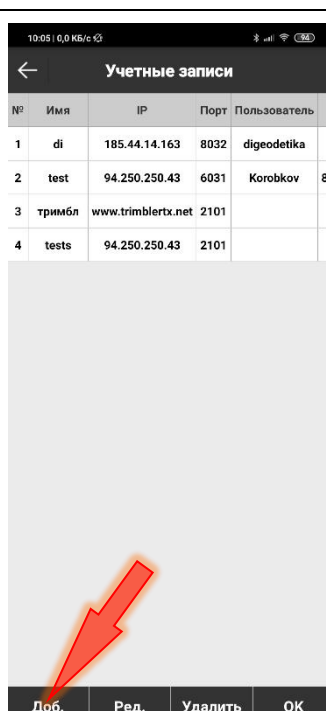 10:05 | 0,0 КБ/с 94
Учетные записи
№ Имя IP Порт Пользователь
1 di 185.44.14.163 8032 digeodetika
2 test 94.250.250.43 6031 Korobkov 8
3 тримбл www.trimblertx.net 2101
4 tests 94.250.250.43 2101
Доб. Ред. Удалить OK